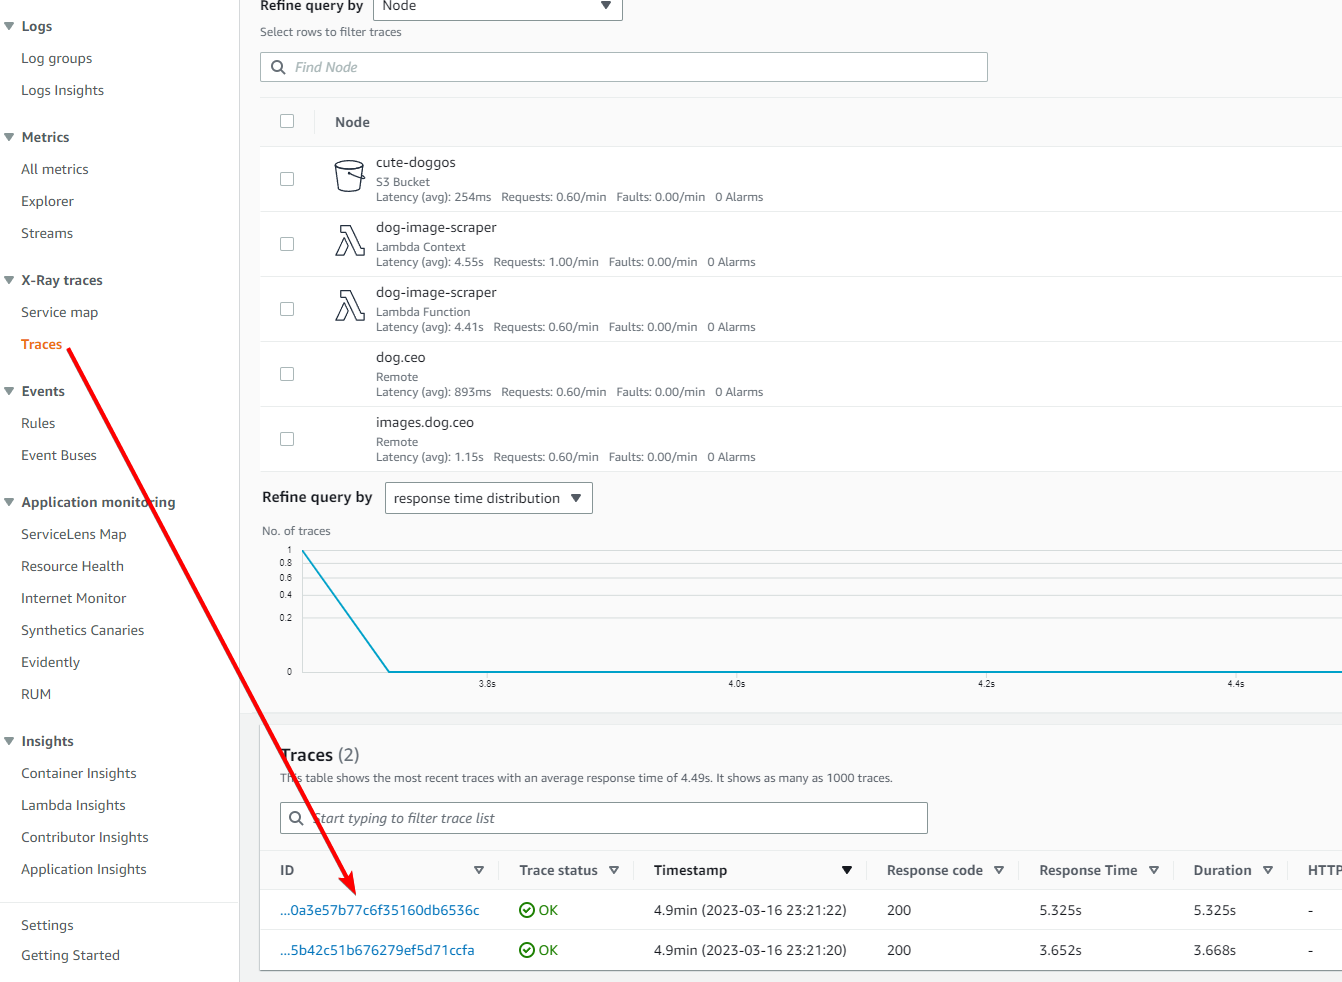 Logs
Log groups
Logs Insights
Metrics
All metrics
Explorer
Streams
X-Ray traces
Service map
Traces
Events
Rules
Event Buses
Application monitoring
ServiceLens Map
Resource Health
Internet Monitor
Synthetics Canaries
Evidently
RUM
Insights
Container Insights
Lambda Insights
Contributor Insights
Application Insights
Settings
Getting Started
Refine query by Node
Select rows to filter traces
Find Node
Node
cute-doggos
S3 Bucket
Latency (avg): 254ms Requests: 0.60/min Faults: 0.00/min 0 Alarms
dog-image-scraper
Lambda Context
Latency (avg): 4.55s Requests: 1.00/min Faults: 0.00/min 0 Alarms
dog-image-scraper
Lambda Function
Latency (avg): 4.41s Requests: 0.60/min Faults: 0.00/min 0 Alarms
dog.ceo
Remote
Latency (avg): 893ms Requests: 0.60/min Faults: 0.00/min 0 Alarms
images.dog.ceo
Remote
Latency (avg): 1.15s Requests: 0.60/min Faults: 0.00/min 0 Alarms
Refine query by response time distribution
No. of traces
1
0.8
0.6
0.4
0.2
0
3.8s 4.0s 4.2s 4.4s
Traces (2)
This table shows the most recent traces with an average response time of 4.49s. It shows as many as 1000 traces.
Start typing to filter trace list
ID Trace status Timestamp Response code Response Time Duration HTTP
...0a3e57b77c6f35160db6536c OK 4.9min (2023-03-16 23:21:22) 200 5.325s 5.325s -
...5b42c51b676279ef5d71ccfa OK 4.9min (2023-03-16 23:21:20) 200 3.652s 3.668s -